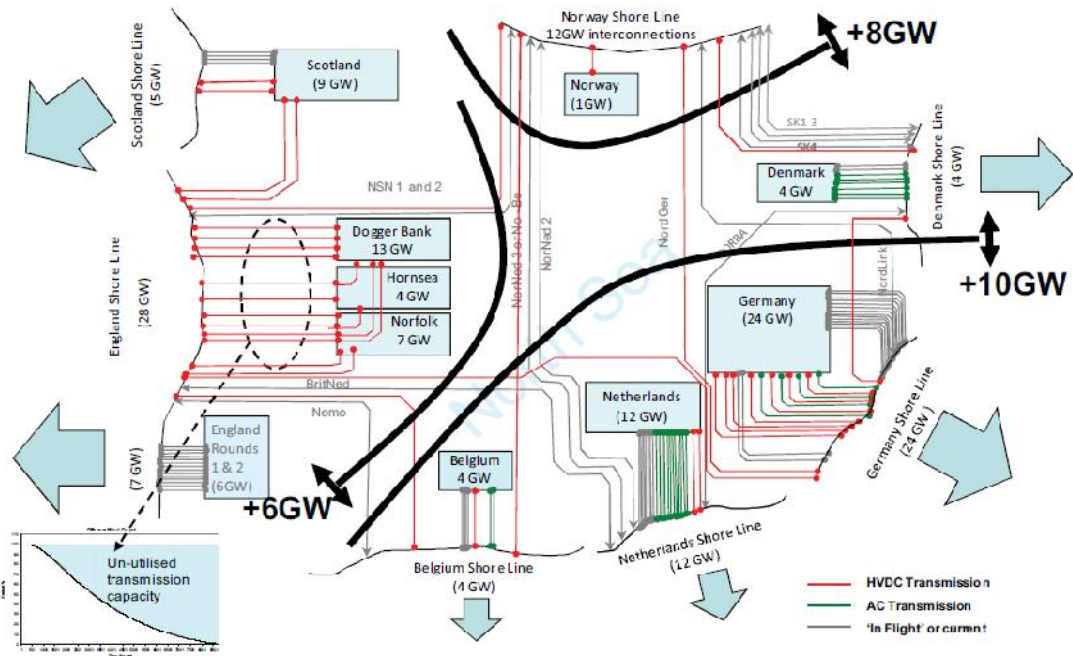 Norway Shore Line
12GW interconnections
+8GW
Scotland
(9 GW)
Scotland Shore Line
(5 GW)
Norway
(1GW)
SK1 3
SK4
Denmark
4 GW
Denmark Shore Line
(4 GW)
NSN 1 and 2
Dogger Bank
13 GW
Hornsea
4 GW
Norfolk
7 GW
England Shore Line
(28 GW)
NorNed 2
NordGer
NordLink
North Sea
+10GW
Germany
(24 GW)
BritNed
Nemo
Netherlands
(12 GW)
Germany Shore Line
(24 GW)
England
Rounds
1 & 2
(6GW)
(7 GW)
+6GW
Belgium
4 GW
Belgium Shore Line
(4 GW)
Netherlands Shore Line
(12 GW)
Un-utilised
transmission
capacity
HVDC Transmission
AC Transmission
'In Flight' or current